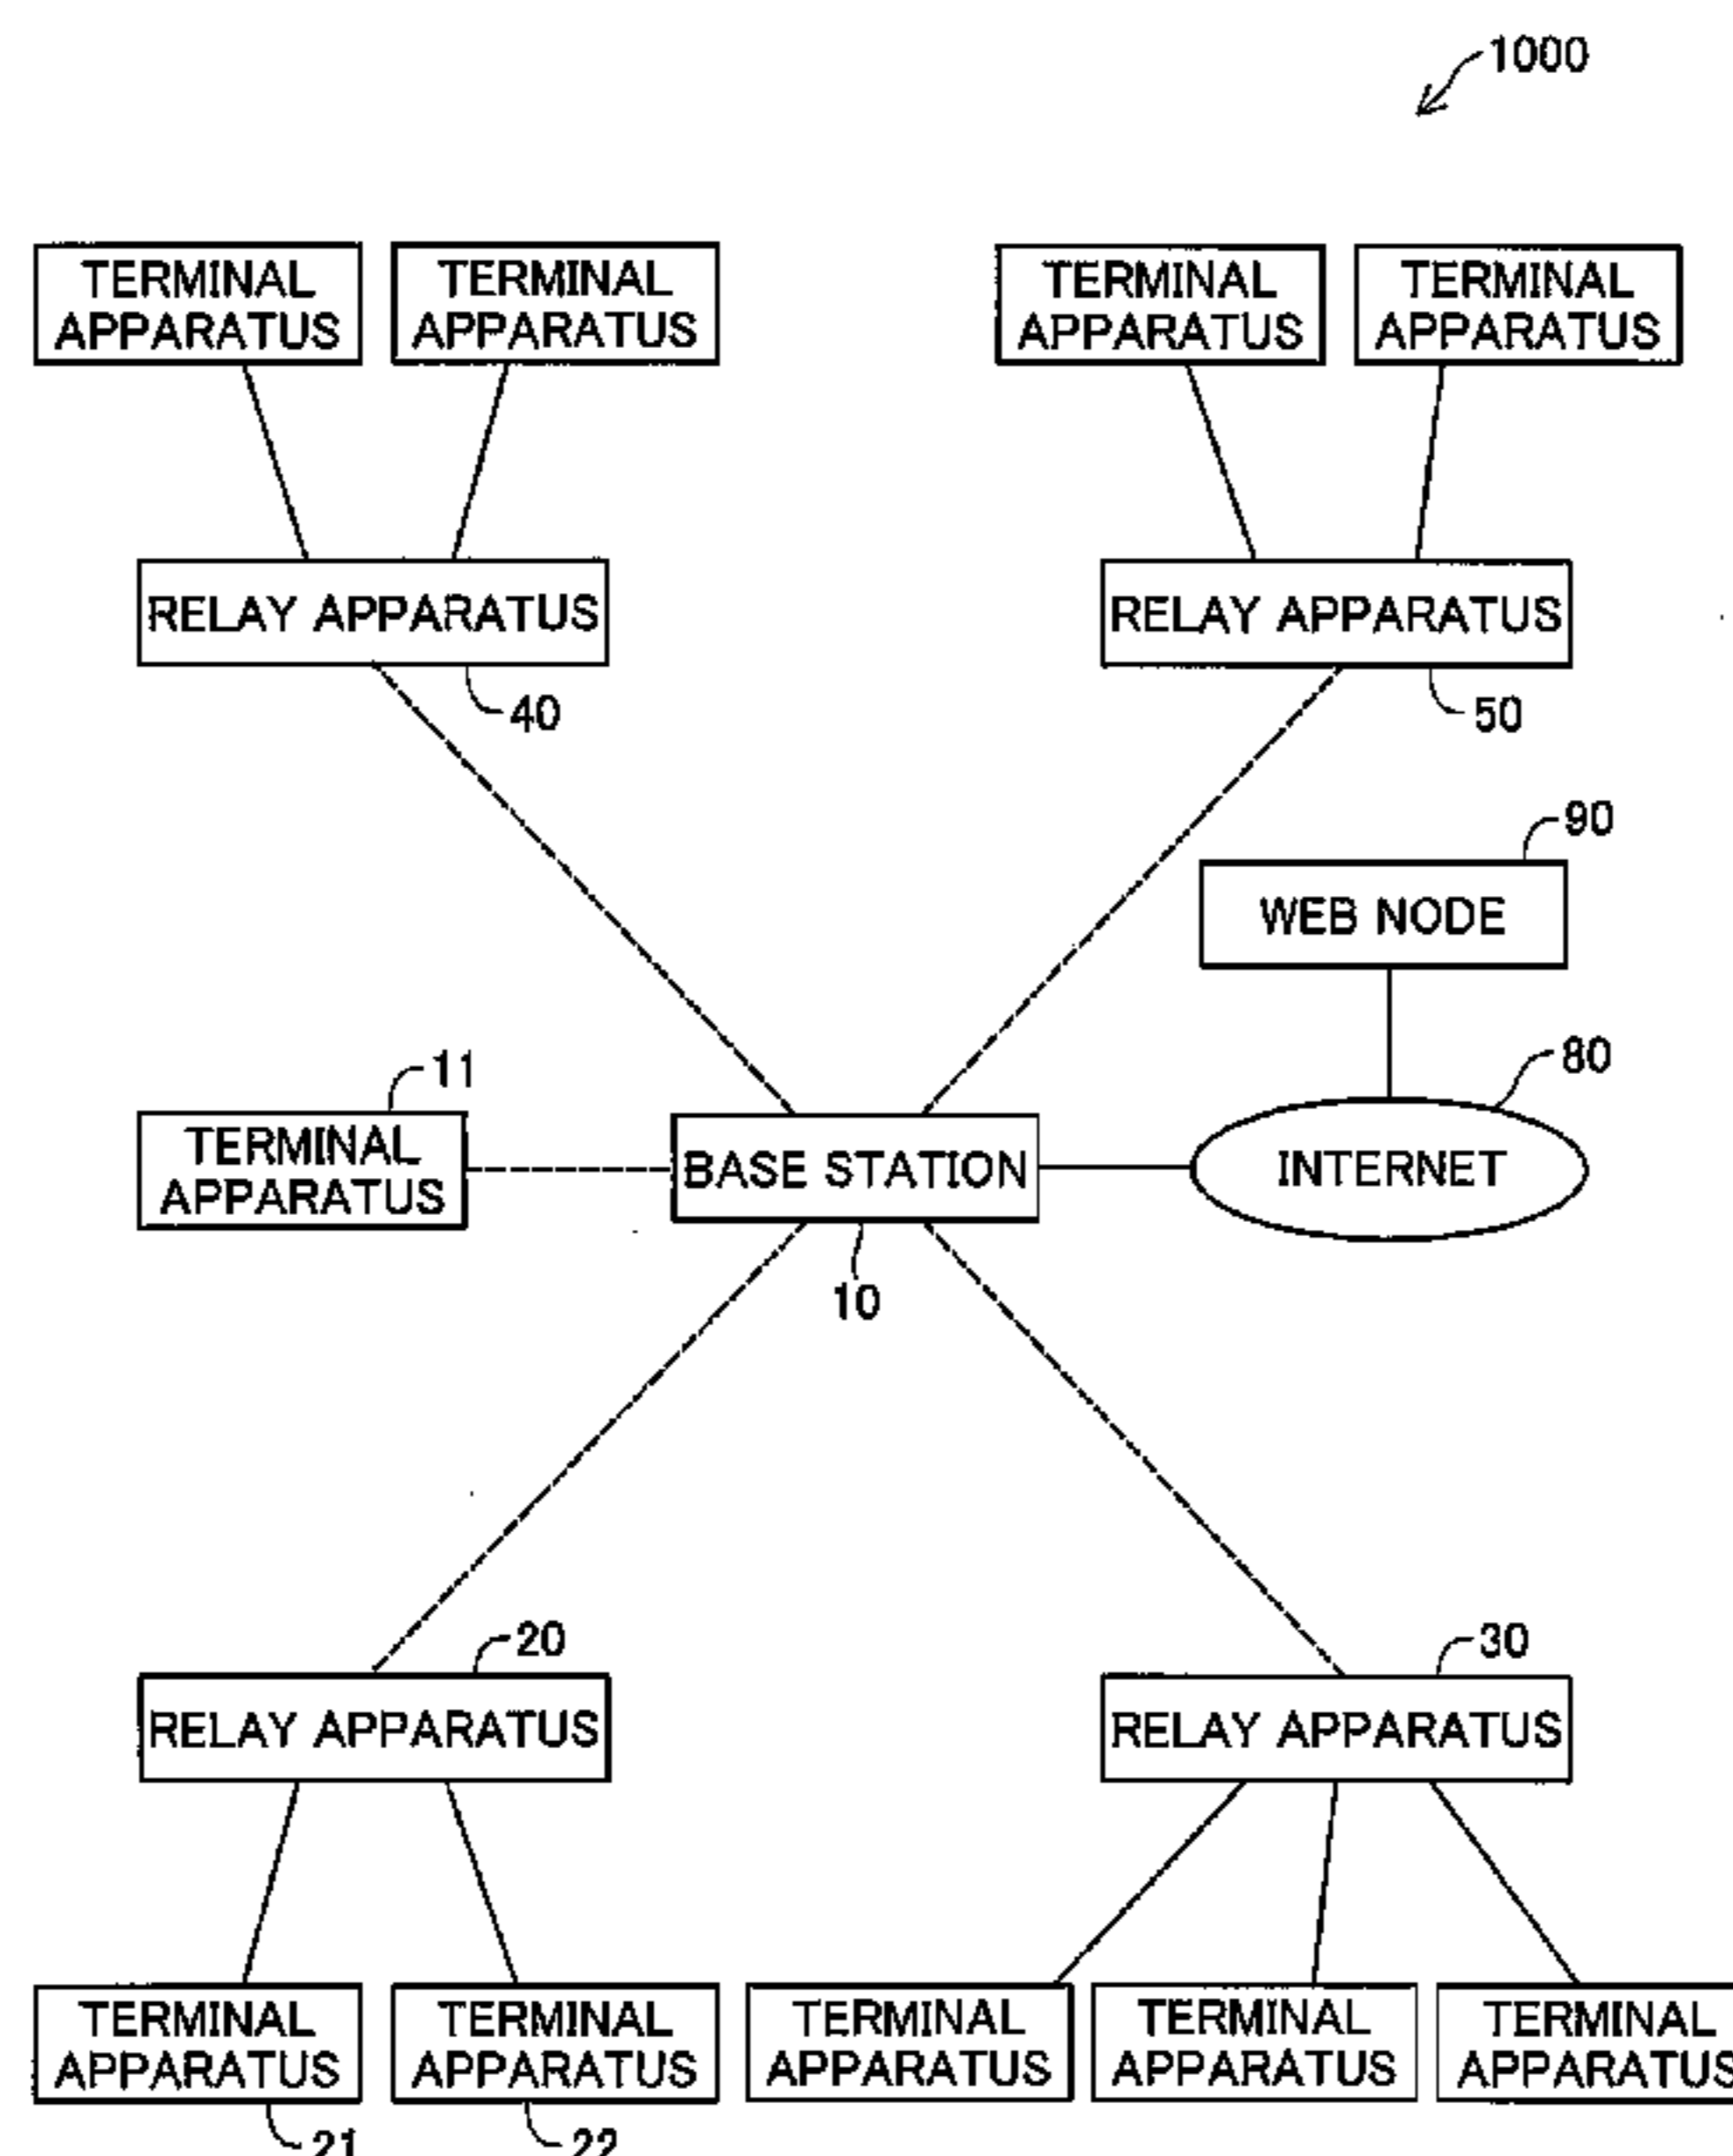 1000
TERMINAL
APPARATUS
TERMINAL
APPARATUS
TERMINAL
APPARATUS
TERMINAL
APPARATUS
RELAY APPARATUS
40
RELAY APPARATUS
50
90
WEB NODE
11
TERMINAL
APPARATUS
BASE STATION
10
80
INTERNET
20
RELAY APPARATUS
30
RELAY APPARATUS
TERMINAL
APPARATUS
21
TERMINAL
APPARATUS
22
TERMINAL
APPARATUS
TERMINAL
APPARATUS
TERMINAL
APPARATUS